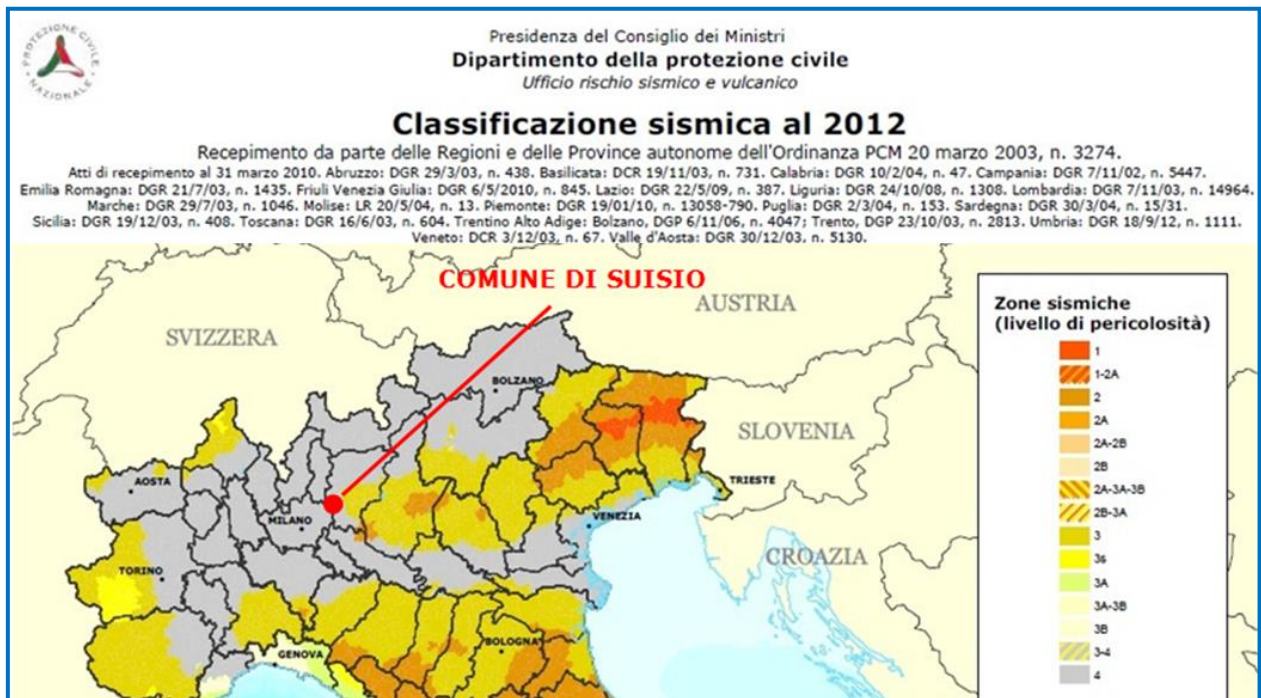 PROTEZIONE CIVILE
NAZIONALE
Presidenza del Consiglio dei Ministri
Dipartimento della protezione civile
Ufficio rischio sismico e vulcanico
Classificazione sismica al 2012
Recepimento da parte delle Regioni e delle Province autonome dell'Ordinanza PCM 20 marzo 2003, n. 3274.
Atti di recepimento al 31 marzo 2010. Abruzzo: DGR 29/3/03, n. 438. Basilicata: DCR 19/11/03, n. 731. Calabria: DGR 10/2/04, n. 47. Campania: DGR 7/11/02, n. 5447.
Emilia Romagna: DGR 21/7/03, n. 1435. Friuli Venezia Giulia: DGR 6/5/2010, n. 845. Lazio: DGR 22/5/09, n. 387. Liguria: DGR 24/10/08, n. 1308. Lombardia: DGR 7/11/03, n. 14964.
Marche: DGR 29/7/03, n. 1046. Molise: LR 20/5/04, n. 13. Piemonte: DGR 19/01/10, n. 13058-790. Puglia: DGR 2/3/04, n. 153. Sardegna: DGR 30/3/04, n. 15/31.
Sicilia: DGR 19/12/03, n. 408. Toscana: DGR 16/6/03, n. 604. Trentino Alto Adige: Bolzano, DGP 6/11/06, n. 4047; Trento, DGP 23/10/03, n. 2813. Umbria: DGR 18/9/12, n. 1111.
Veneto: DCR 3/12/03, n. 67. Valle d'Aosta: DGR 30/12/03, n. 5130.
COMUNE DI SUISIO
AUSTRIA
SVIZZERA
BOLZANO
SLOVENIA
AOSTA
TRIESTE
MILANO
VENEZIA
CROAZIA
TORINO
BOLOGNA
GENOVA
Zone sismiche
(livello di pericolosità)
1
1-2A
2
2A
2A-2B
2B
2A-3A-3B
2B-3A
3
3s
3A
3A-3B
3B
3-4
4